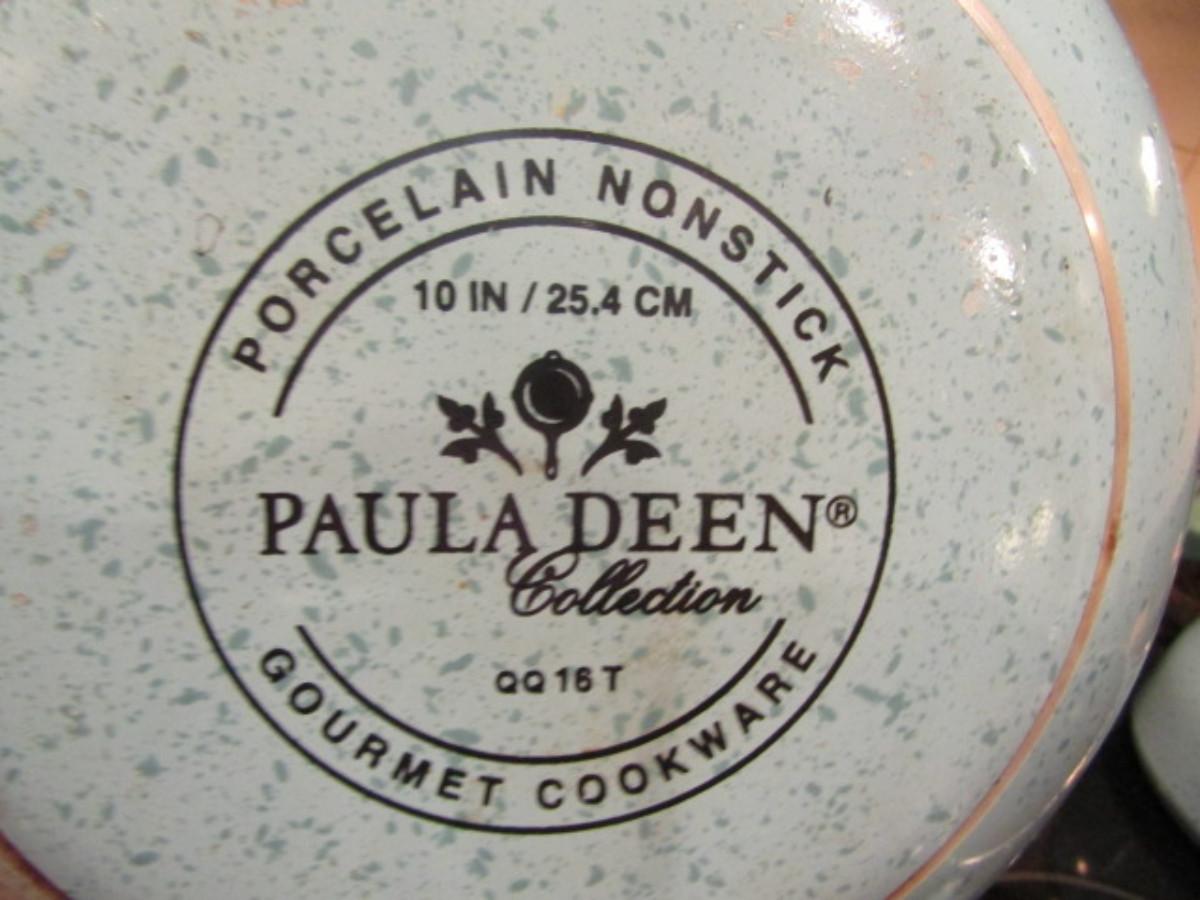 PORCELAIN NONSTICK
10 IN / 25.4 CM
PAULA DEEN®
Collection
QQ 16 T
GOURMET COOKWARE